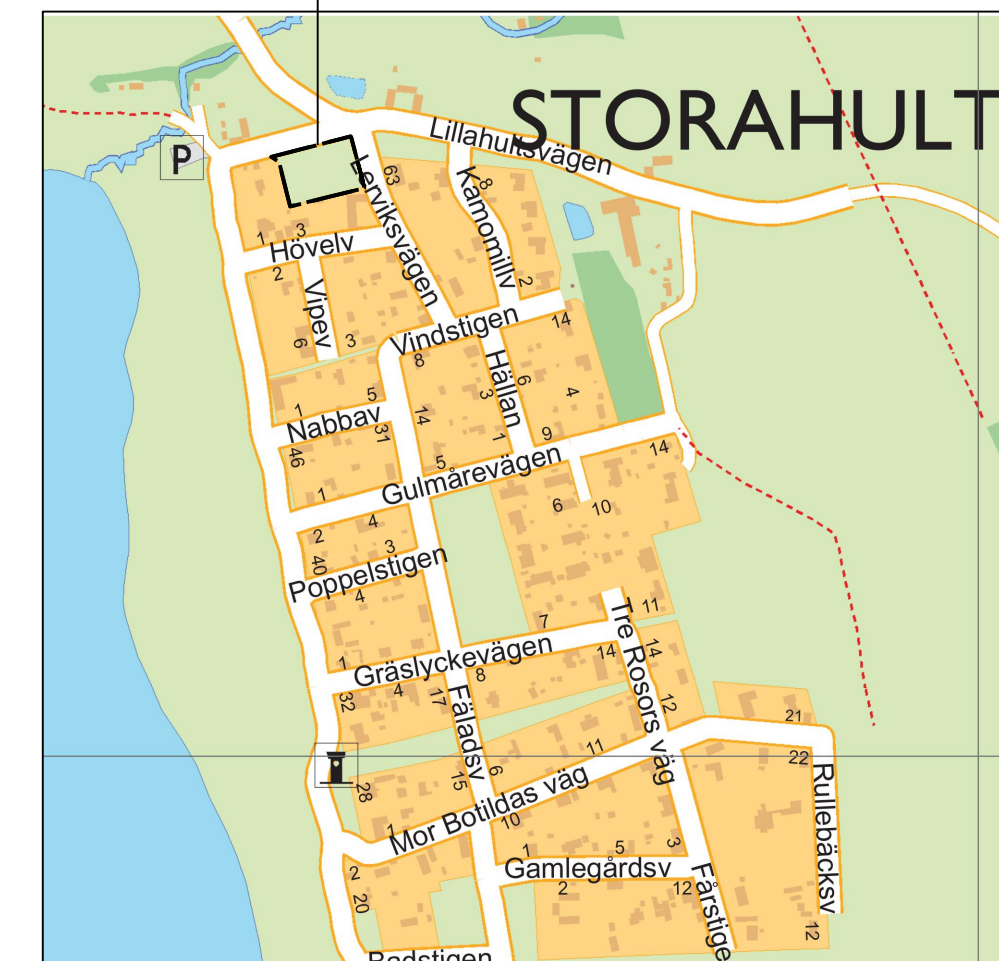 STORAHULT
Lillahultsvägen
P
Lerviksvägen
63
Kamomillv
8
2
1
3
Hövelv
2
Vipev
6
3
Vindstigen
14
8
Hällan
6
3
4
1
9
5
1
Nabbav
14
31
46
5
Gulmårevägen
14
1
6
10
2
4
40
3
Poppelstigen
4
Tre Rosors väg
11
7
14
14
1
Gräslyckevägen
8
4
17
32
12
Fäladsv
21
22
11
6
15
28
Mor Botildas väg
10
1
Rullebäcksv
1
5
3
2
Gamlegårdsv
2
12
20
Fårstige
12
Badstigen